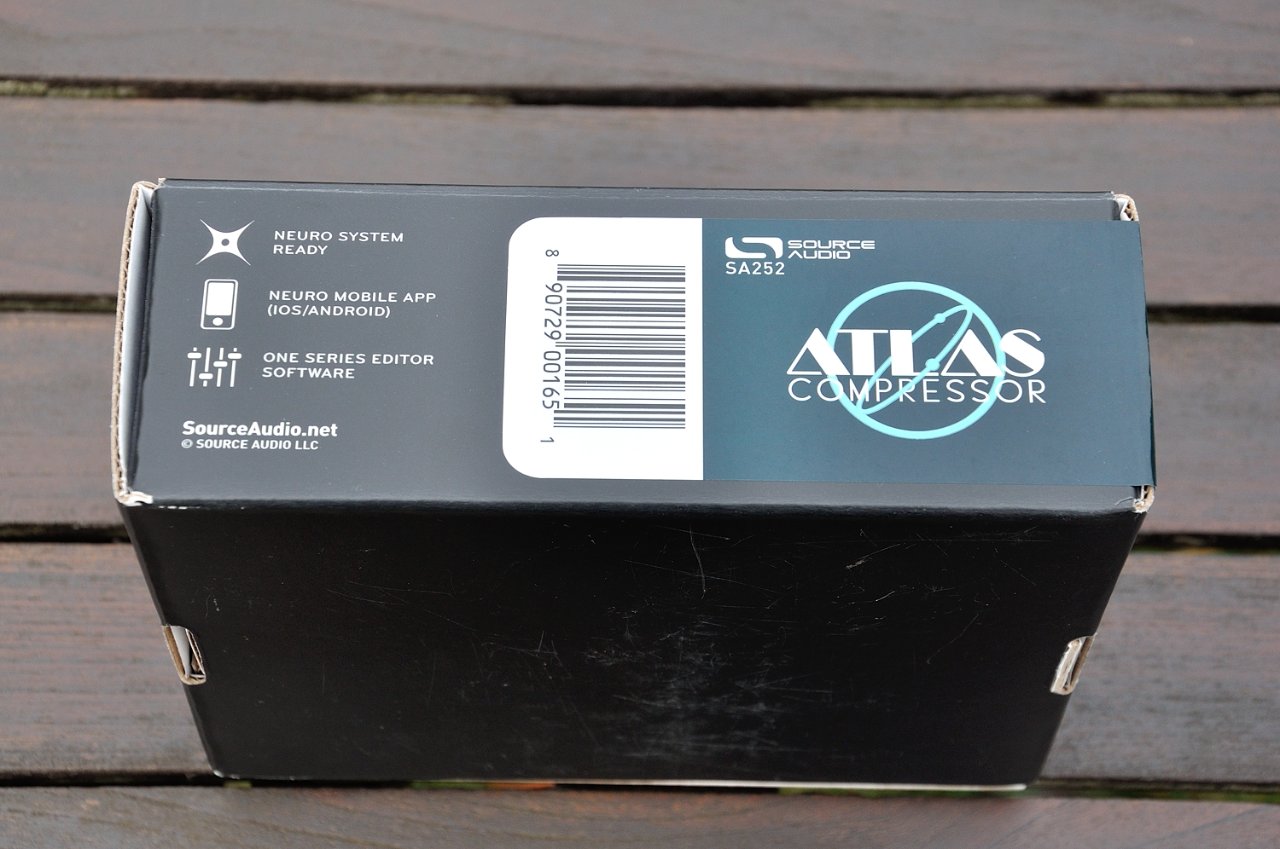 NEURO SYSTEM
READY
NEURO MOBILE APP
(IOS/ANDROID)
ONE SERIES EDITOR
SOFTWARE
SourceAudio.net
© SOURCE AUDIO LLC
8 90729 00165 1
SOURCE
AUDIO
SA252
ATLAS
COMPRESSOR